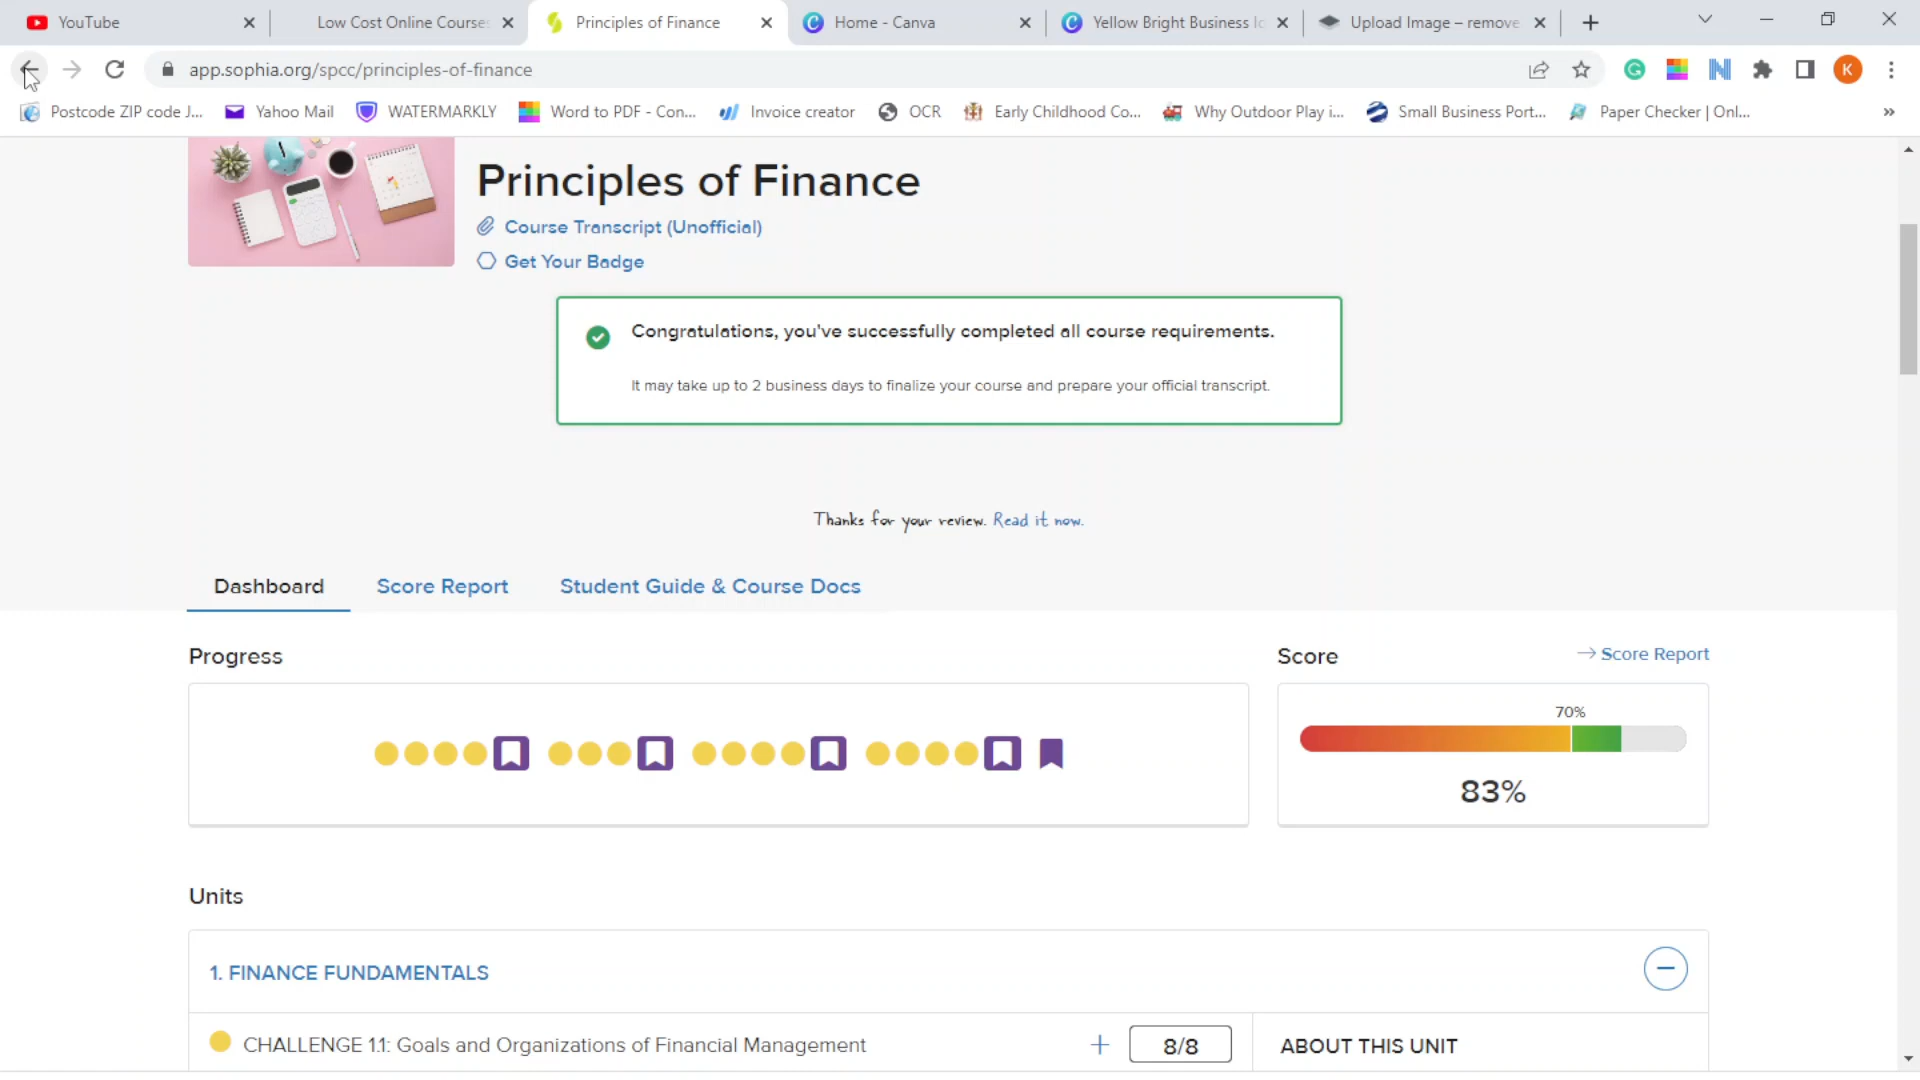 YouTube
Low Cost Online Courses
Principles of Finance
Home - Canva
Yellow Bright Business Ic
Upload Image – remove
app.sophia.org/spcc/principles-of-finance
K
Postcode ZIP code J...
Yahoo Mail
WATERMARKLY
Word to PDF - Con...
Invoice creator
OCR
Early Childhood Co...
Why Outdoor Play i...
Small Business Port...
Paper Checker | Onl...
Principles of Finance
Course Transcript (Unofficial)
Get Your Badge
Congratulations, you've successfully completed all course requirements.
It may take up to 2 business days to finalize your course and prepare your official transcript.
Thanks for your review. Read it now.
Dashboard
Score Report
Student Guide & Course Docs
Progress
Score
Score Report
70%
83%
Units
1. FINANCE FUNDAMENTALS
CHALLENGE 1.1: Goals and Organizations of Financial Management
8/8
ABOUT THIS UNIT